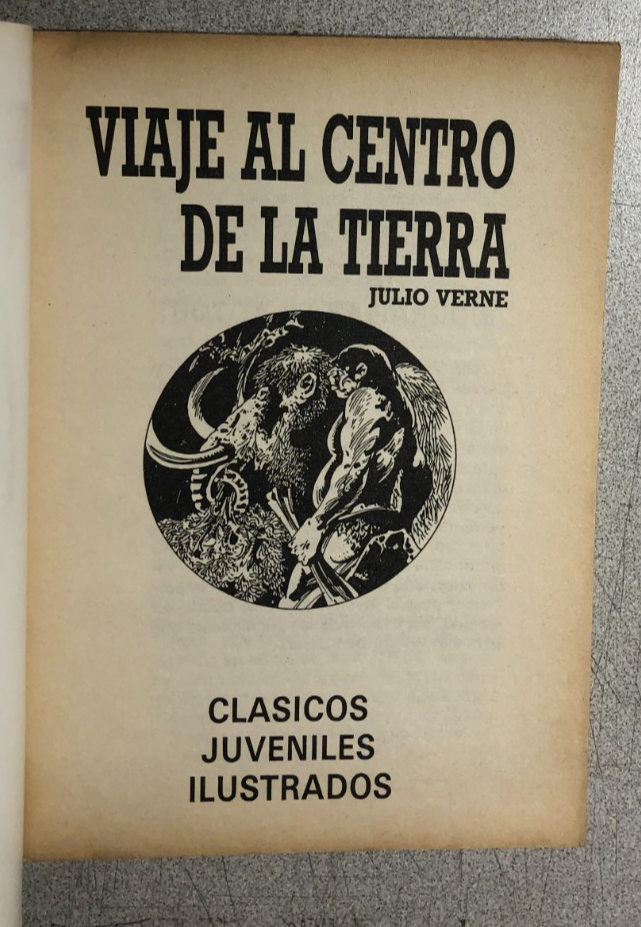 VIAJE AL CENTRO
DE LA TIERRA
JULIO VERNE
CLASICOS
JUVENILES
ILUSTRADOS